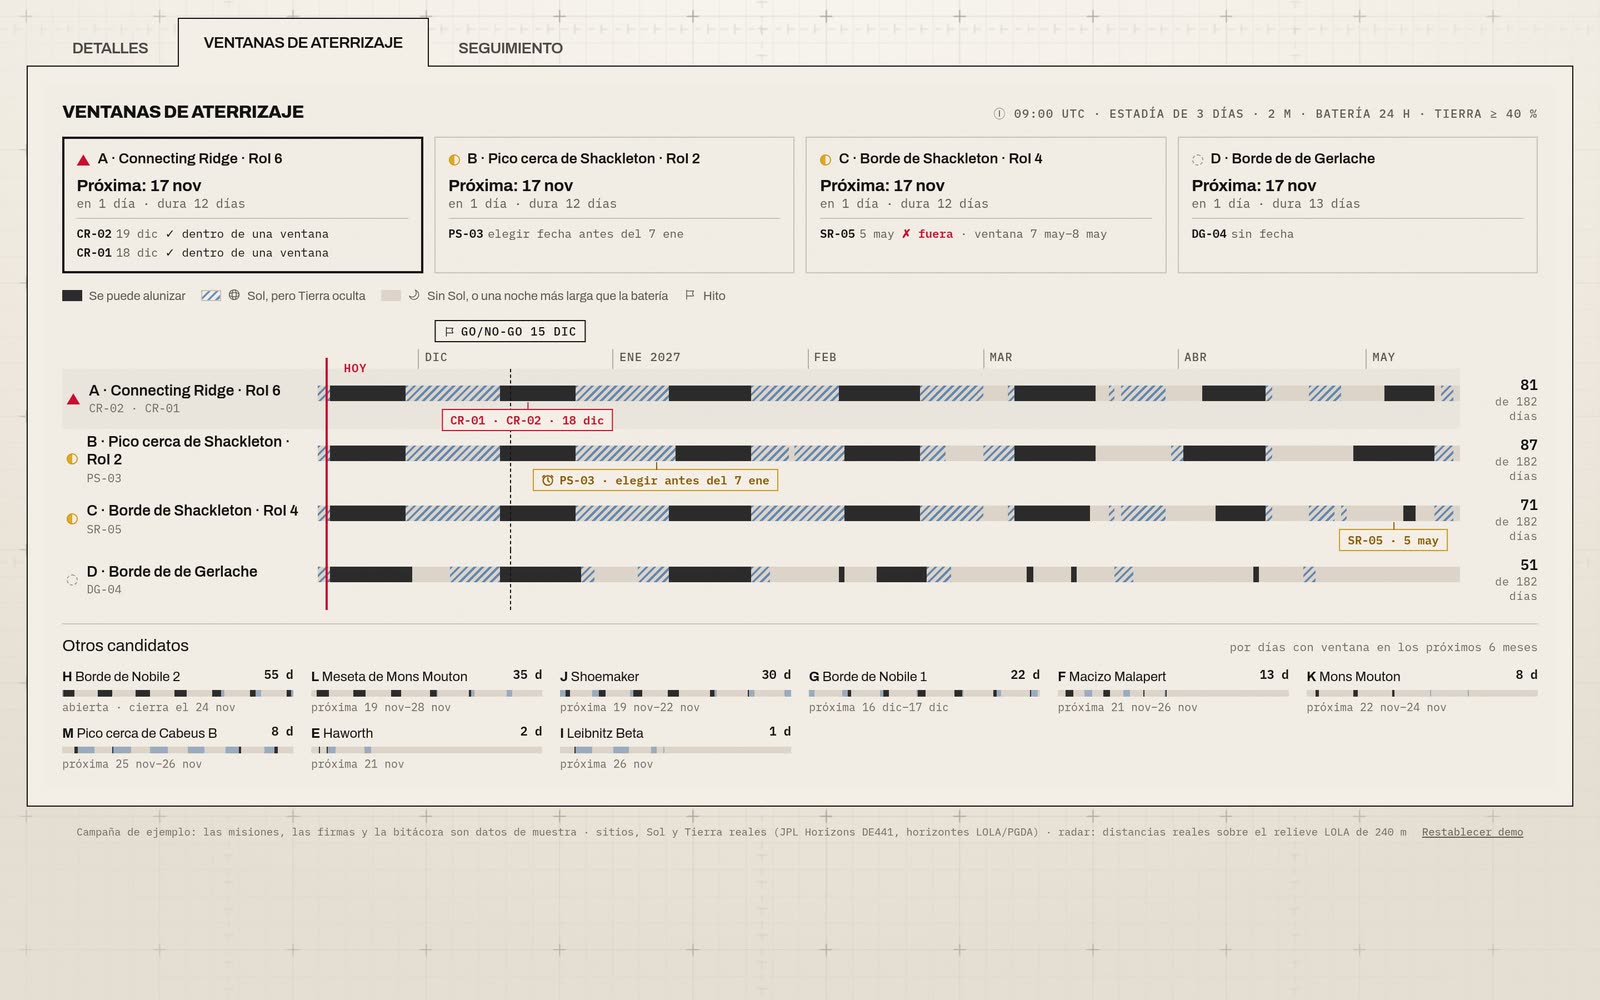 DETALLES
VENTANAS DE ATERRIZAJE
SEGUIMIENTO
VENTANAS DE ATERRIZAJE
09:00 UTC · ESTADÍA DE 3 DÍAS · 2 M · BATERÍA 24 H · TIERRA ≥ 40 %
A · Connecting Ridge · RoI 6
Próxima: 17 nov
en 1 día · dura 12 días
CR-02 19 dic ✓ dentro de una ventana
CR-01 18 dic ✓ dentro de una ventana
B · Pico cerca de Shackleton · RoI 2
Próxima: 17 nov
en 1 día · dura 12 días
PS-03 elegir fecha antes del 7 ene
C · Borde de Shackleton · RoI 4
Próxima: 17 nov
en 1 día · dura 12 días
SR-05 5 may ✗ fuera · ventana 7 may–8 may
D · Borde de de Gerlache
Próxima: 17 nov
en 1 día · dura 13 días
DG-04 sin fecha
Se puede alunizar
Sol, pero Tierra oculta
Sin Sol, o una noche más larga que la batería
Hito
GO/NO-GO 15 DIC
HOY
DIC
ENE 2027
FEB
MAR
ABR
MAY
A · Connecting Ridge · RoI 6
CR-02 · CR-01
CR-01 · CR-02 · 18 dic
81
de 182
días
B · Pico cerca de Shackleton ·
RoI 2
PS-03
PS-03 · elegir antes del 7 ene
87
de 182
días
C · Borde de Shackleton · RoI 4
SR-05
SR-05 · 5 may
71
de 182
días
D · Borde de de Gerlache
DG-04
51
de 182
días
Otros candidatos
por días con ventana en los próximos 6 meses
H Borde de Nobile 2 55 d
abierta · cierra el 24 nov
L Meseta de Mons Mouton 35 d
próxima 19 nov–28 nov
J Shoemaker 30 d
próxima 19 nov–22 nov
G Borde de Nobile 1 22 d
próxima 16 dic–17 dic
F Macizo Malapert 13 d
próxima 21 nov–26 nov
K Mons Mouton 8 d
próxima 22 nov–24 nov
M Pico cerca de Cabeus B 8 d
próxima 25 nov–26 nov
E Haworth 2 d
próxima 21 nov
I Leibnitz Beta 1 d
próxima 26 nov
Campaña de ejemplo: las misiones, las firmas y la bitácora son datos de muestra · sitios, Sol y Tierra reales (JPL Horizons DE441, horizontes LOLA/PGDA) · radar: distancias reales sobre el relieve LOLA de 240 m
Restablecer demo